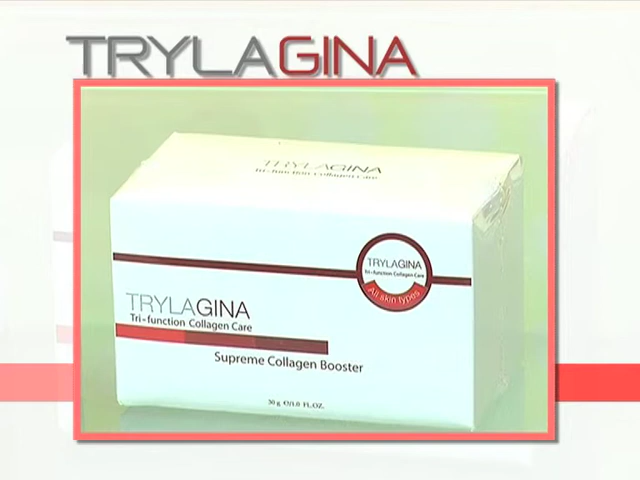 TRYLAGINA
TRYLAGINA
Tri-function Collagen Care
TRYLAGINA
Tri-function Collagen Care
All skin types
TRYLAGINA
Tri-function Collagen Care
Supreme Collagen Booster
30 g ℮/1.0 FL.OZ.